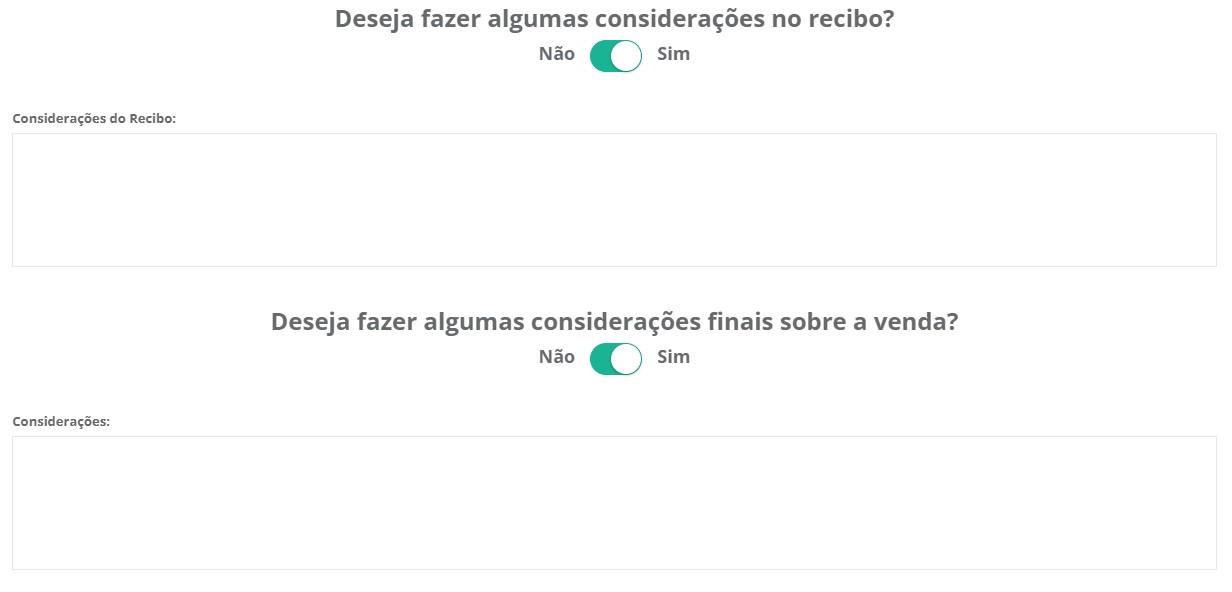 Deseja fazer algumas considerações no recibo?
Não Sim
Considerações do Recibo:
Deseja fazer algumas considerações finais sobre a venda?
Não Sim
Considerações: